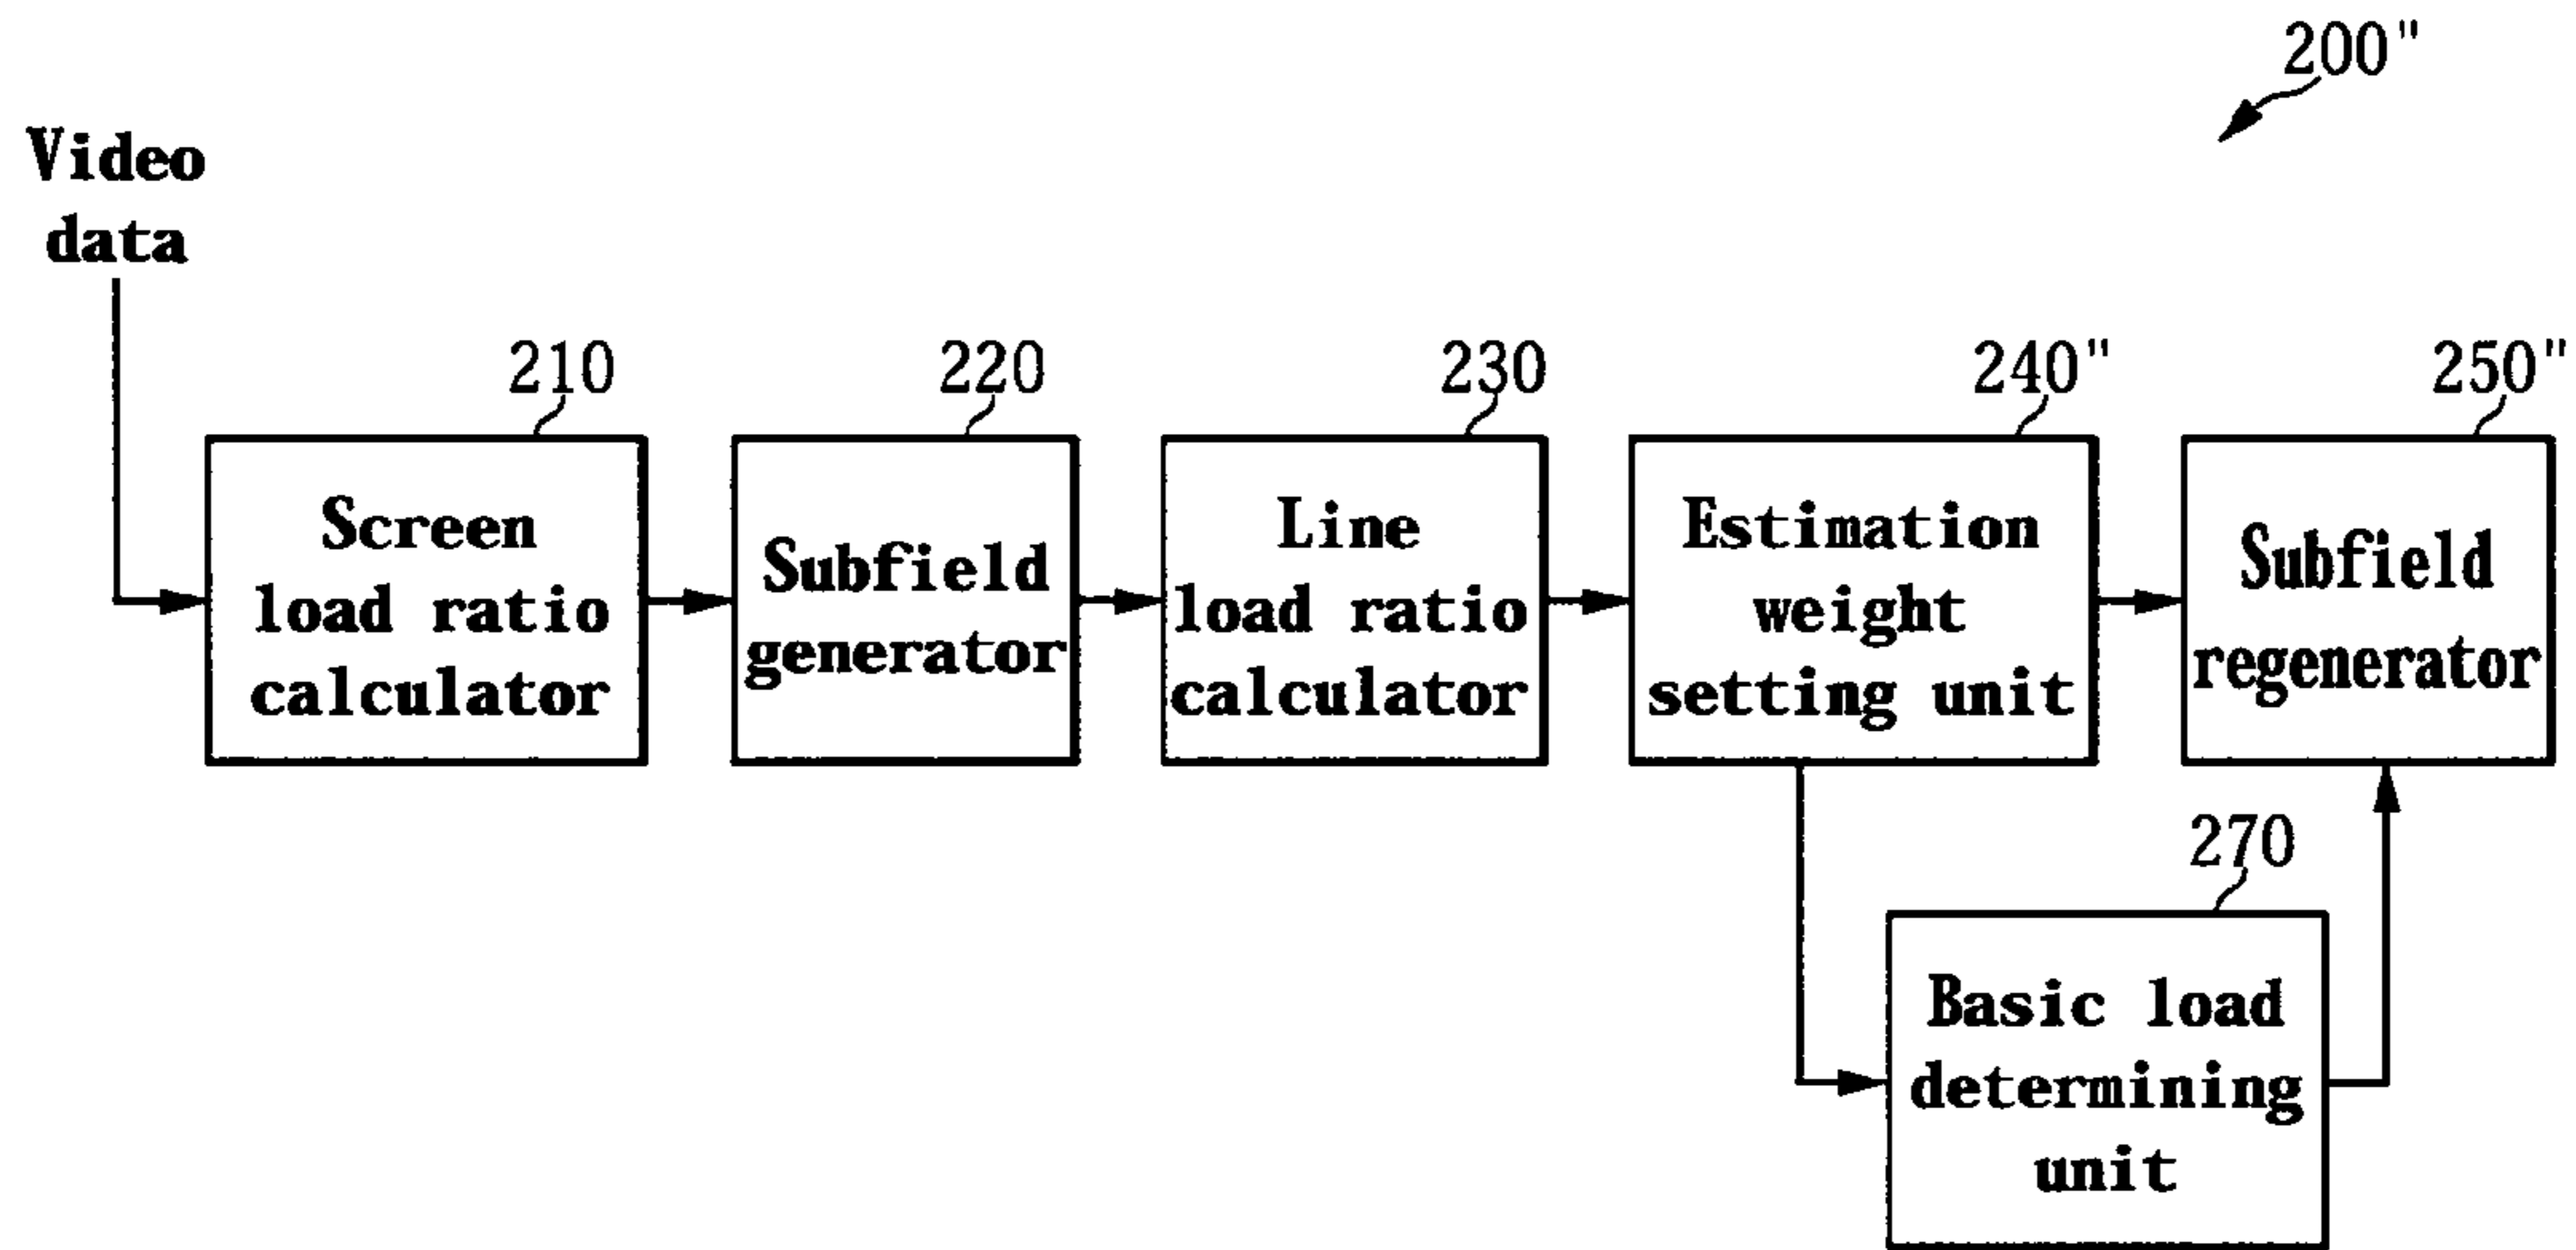 200"
Video
data
210
220
230
240"
250"
Screen
load ratio
calculator
Subfield
generator
Line
load ratio
calculator
Estimation
weight
setting unit
Subfield
regenerator
270
Basic load
determining
unit